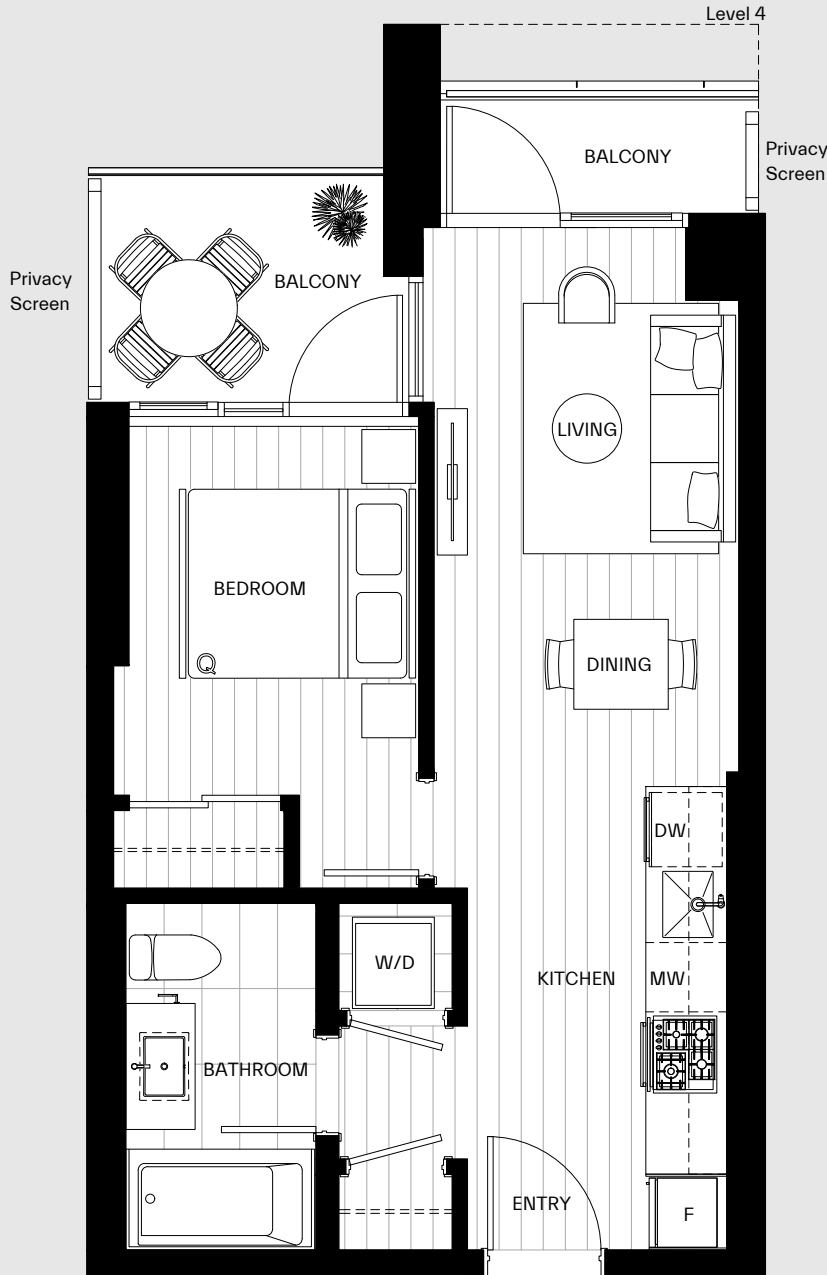 Level 4
BALCONY
Privacy
Screen
Privacy
Screen
BALCONY
LIVING
BEDROOM
DINING
DW
W/D
KITCHEN
MW
BATHROOM
ENTRY
F